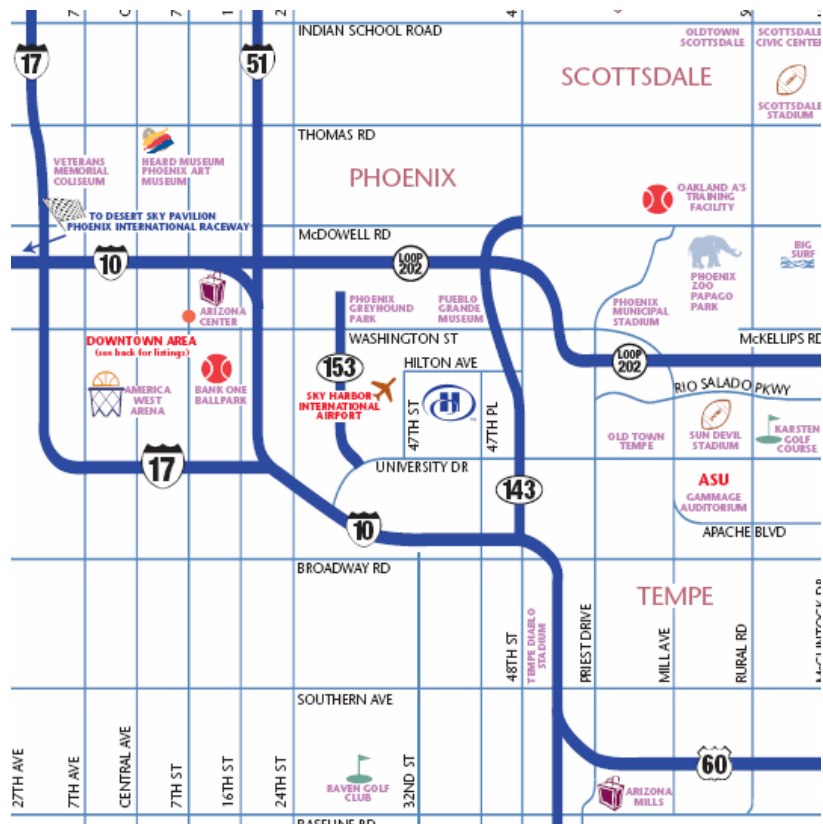 INDIAN SCHOOL ROAD
OLDTOWN
SCOTTSDALE
SCOTTSDALE
CIVIC CENTER
17
51
SCOTTSDALE
SCOTTSDALE
STADIUM
THOMAS RD
VETERANS
MEMORIAL
COLISEUM
HEARD MUSEUM
PHOENIX ART
MUSEUM
PHOENIX
OAKLAND A'S
TRAINING
FACILITY
TO DESERT SKY PAVILION
PHOENIX INTERNATIONAL RACEWAY
McDOWELL RD
10
LOOP
202
BIG
SURF
PHOENIX
ZOO
PAPAGO
PARK
ARIZONA
CENTER
PHOENIX
GREYHOUND
PARK
PUEBLO
GRANDE
MUSEUM
PHOENIX
MUNICIPAL
STADIUM
DOWNTOWN AREA
(see back for listings)
WASHINGTON ST
McKELLIPS RD
153
HILTON AVE
LOOP
202
RIO SALADO PKWY
AMERICA
WEST
ARENA
BANK ONE
BALLPARK
SKY HARBOR
INTERNATIONAL
AIRPORT
47TH ST
47TH PL
OLD TOWN
TEMPE
SUN DEVIL
STADIUM
KARSTEN
GOLF
COURSE
17
UNIVERSITY DR
143
ASU
GAMMAGE
AUDITORIUM
10
APACHE BLVD
BROADWAY RD
TEMPE
48TH ST
TEMPE DIABLO
STADIUM
PRIEST DRIVE
MILL AVE
RURAL RD
McCLINTOCK DR
SOUTHERN AVE
27TH AVE
7TH AVE
CENTRAL AVE
7TH ST
16TH ST
24TH ST
32ND ST
60
RAVEN GOLF
CLUB
ARIZONA
MILLS
BASELINE RD